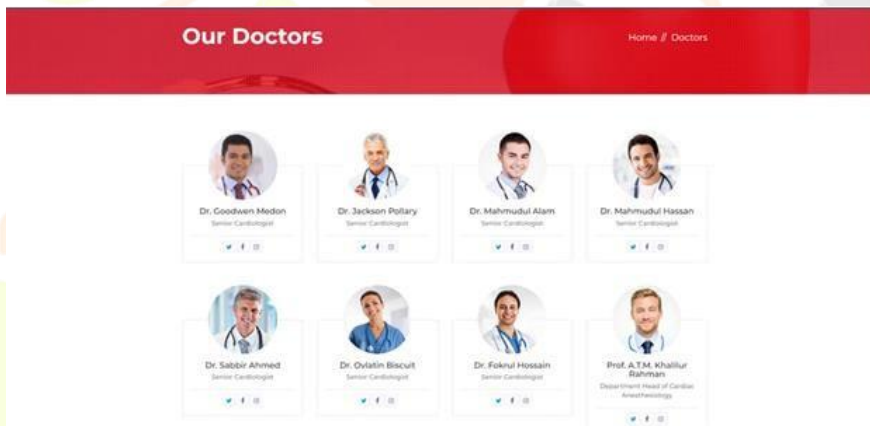 Our Doctors
Home // Doctors
Dr. Goodwen Medon
Senior Cardiologist
Dr. Jackson Pollary
Senior Cardiologist
Dr. Mahmudul Alam
Senior Cardiologist
Dr. Mahmudul Hassan
Senior Cardiologist
Dr. Sabbir Ahmed
Senior Cardiologist
Dr. Ovlatin Biscuit
Senior Cardiologist
Dr. Fokrul Hossain
Senior Cardiologist
Prof. A.T.M. Khalilur
Rahman
Department Head of Cardiac
Anesthesiology